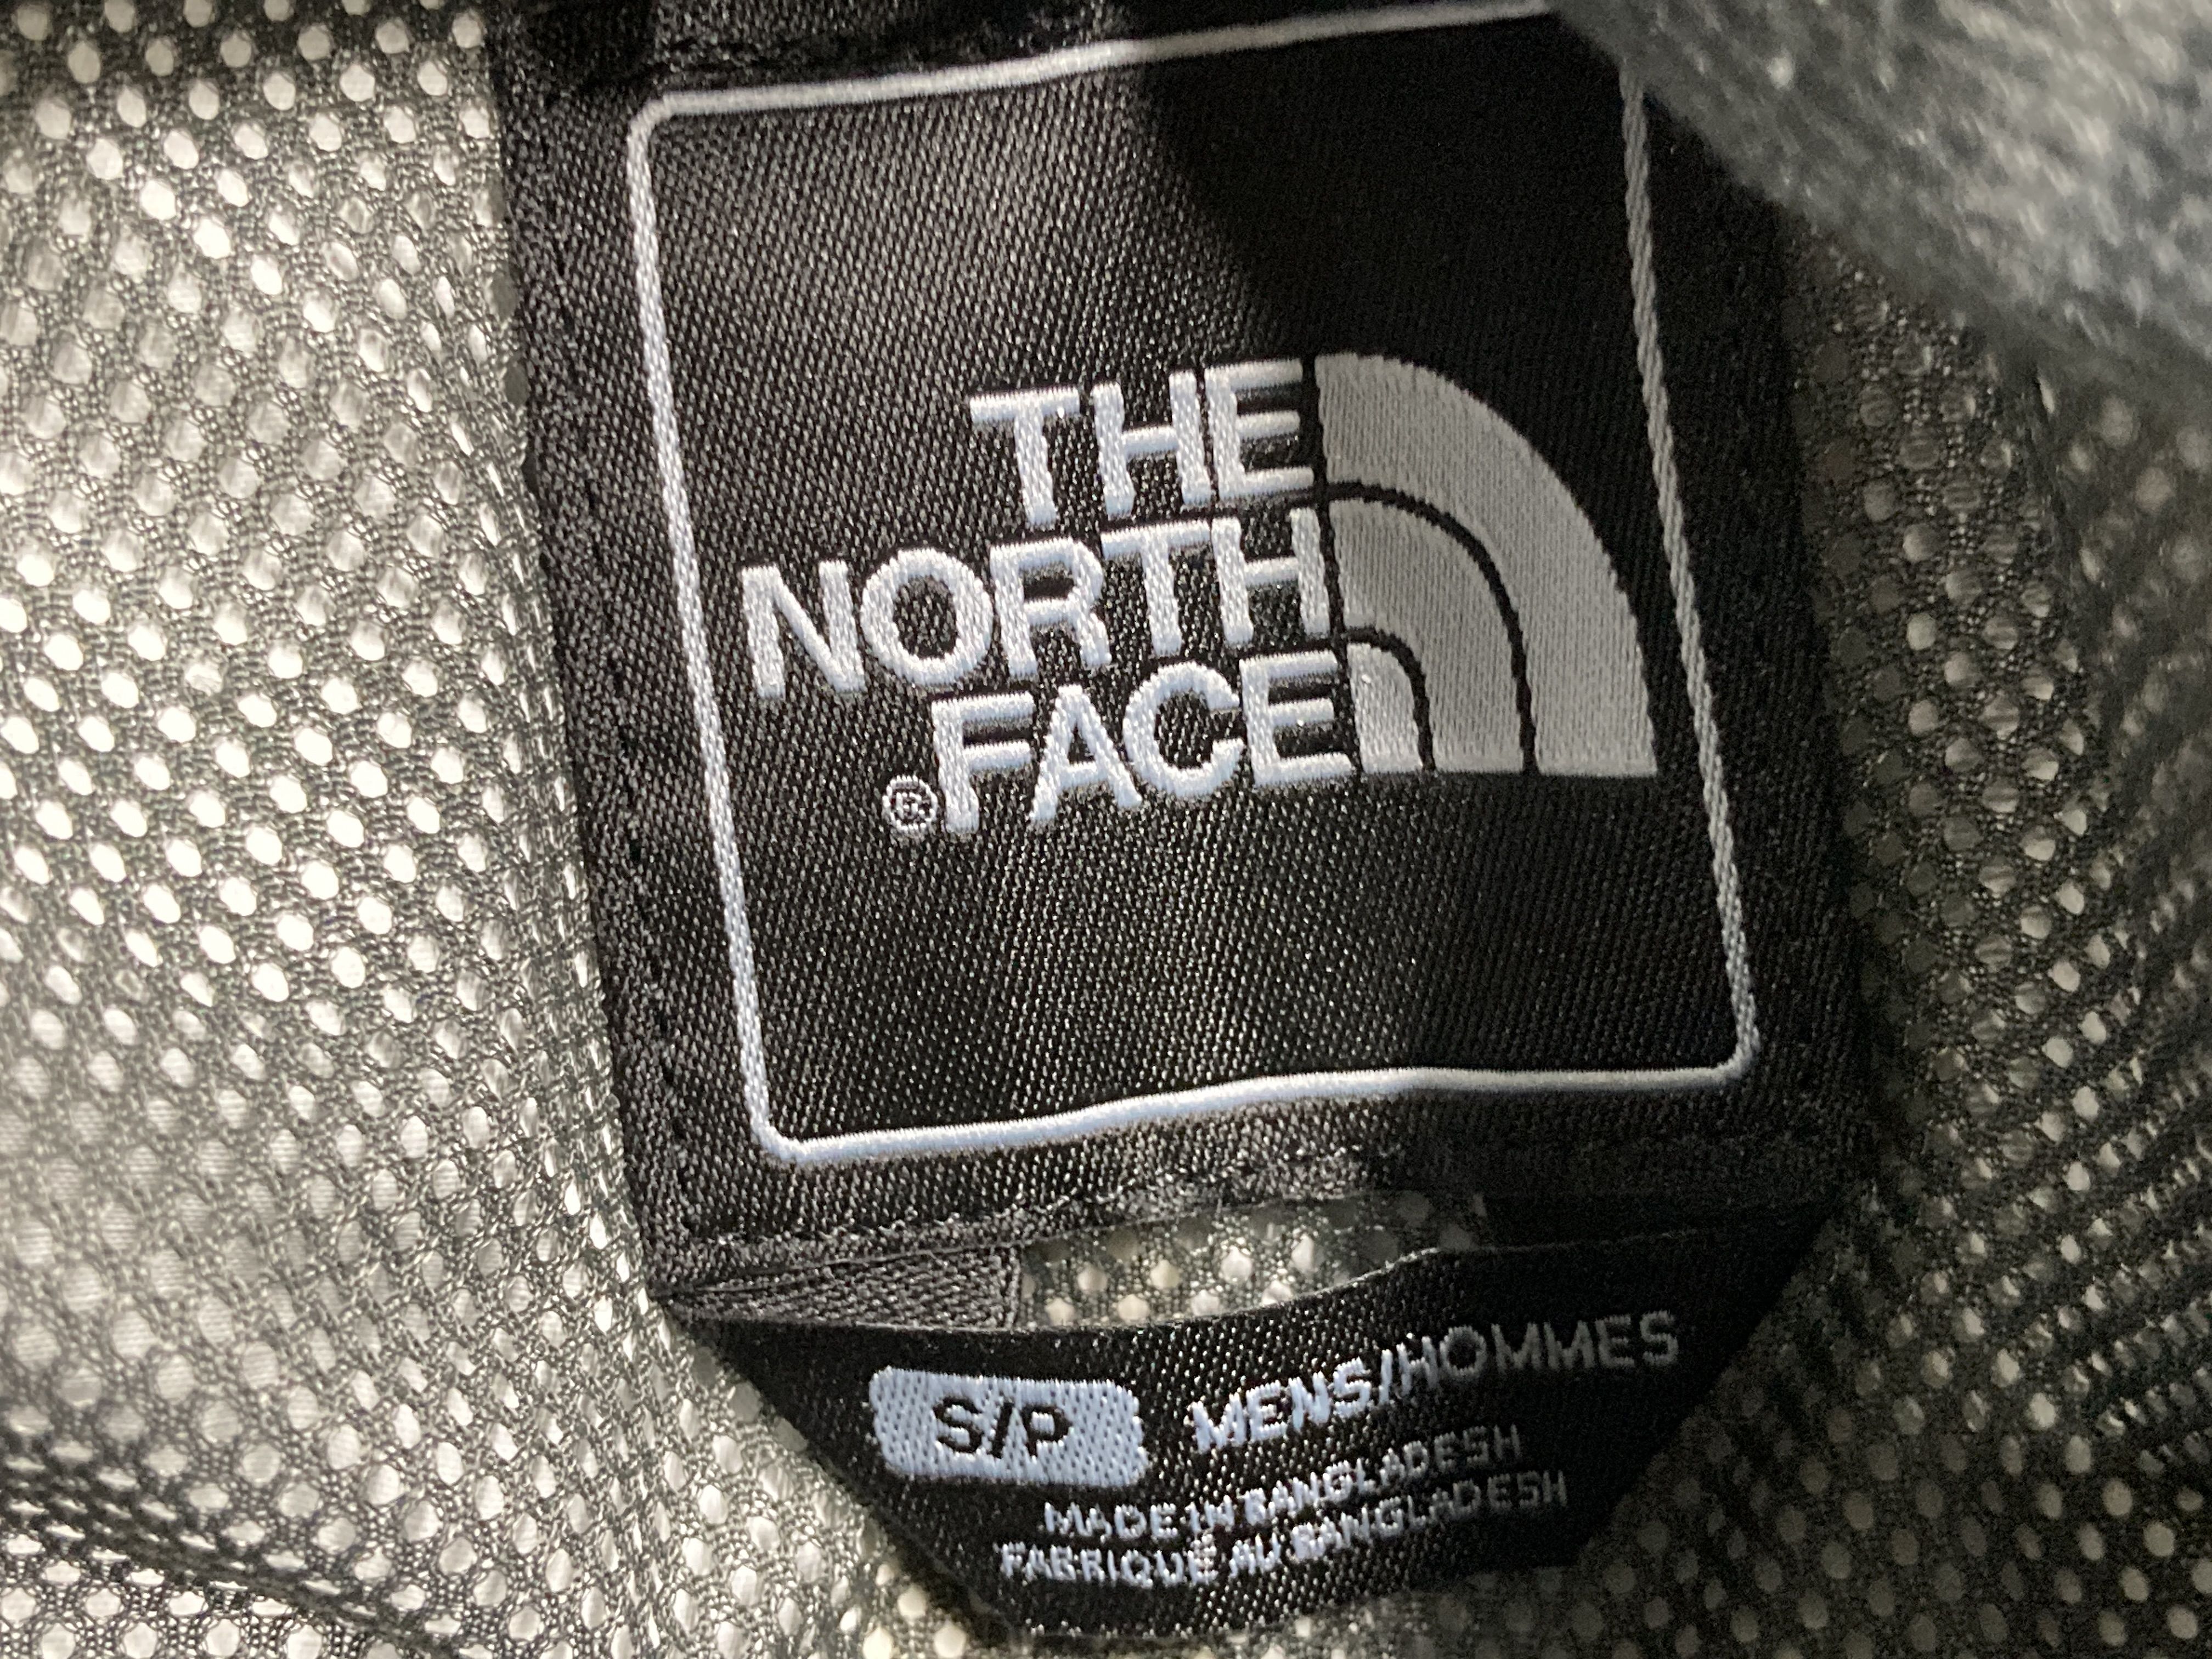 THE
NORTH
FACE
®
S/P MENS/HOMMES
MADE IN BANGLADESH
FABRIQUÉ AU BANGLADESH